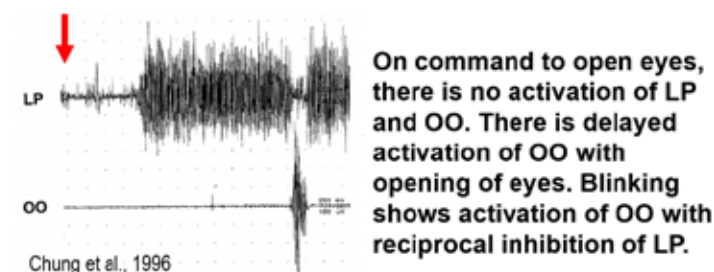 LP
OO
Chung et al., 1996
On command to open eyes,
there is no activation of LP
and OO. There is delayed
activation of OO with
opening of eyes. Blinking
shows activation of OO with
reciprocal inhibition of LP.